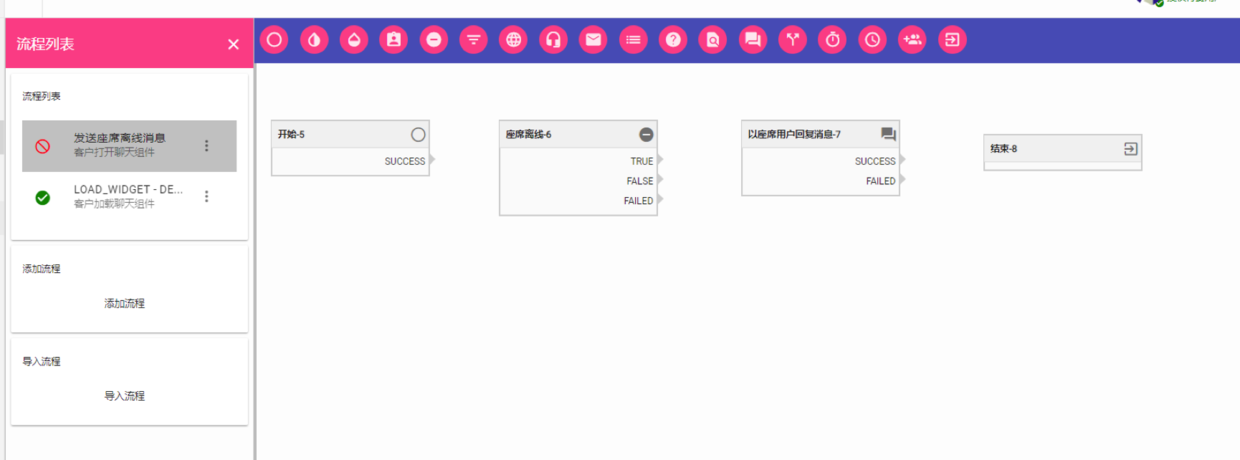 流程列表
流程列表
发送座席离线消息
客户打开聊天组件
LOAD_WIDGET - DE...
客户加载聊天组件
添加流程
添加流程
导入流程
导入流程
开始-5
SUCCESS
座席离线-6
TRUE
FALSE
FAILED
以座席用户回复消息-7
SUCCESS
FAILED
结束-8